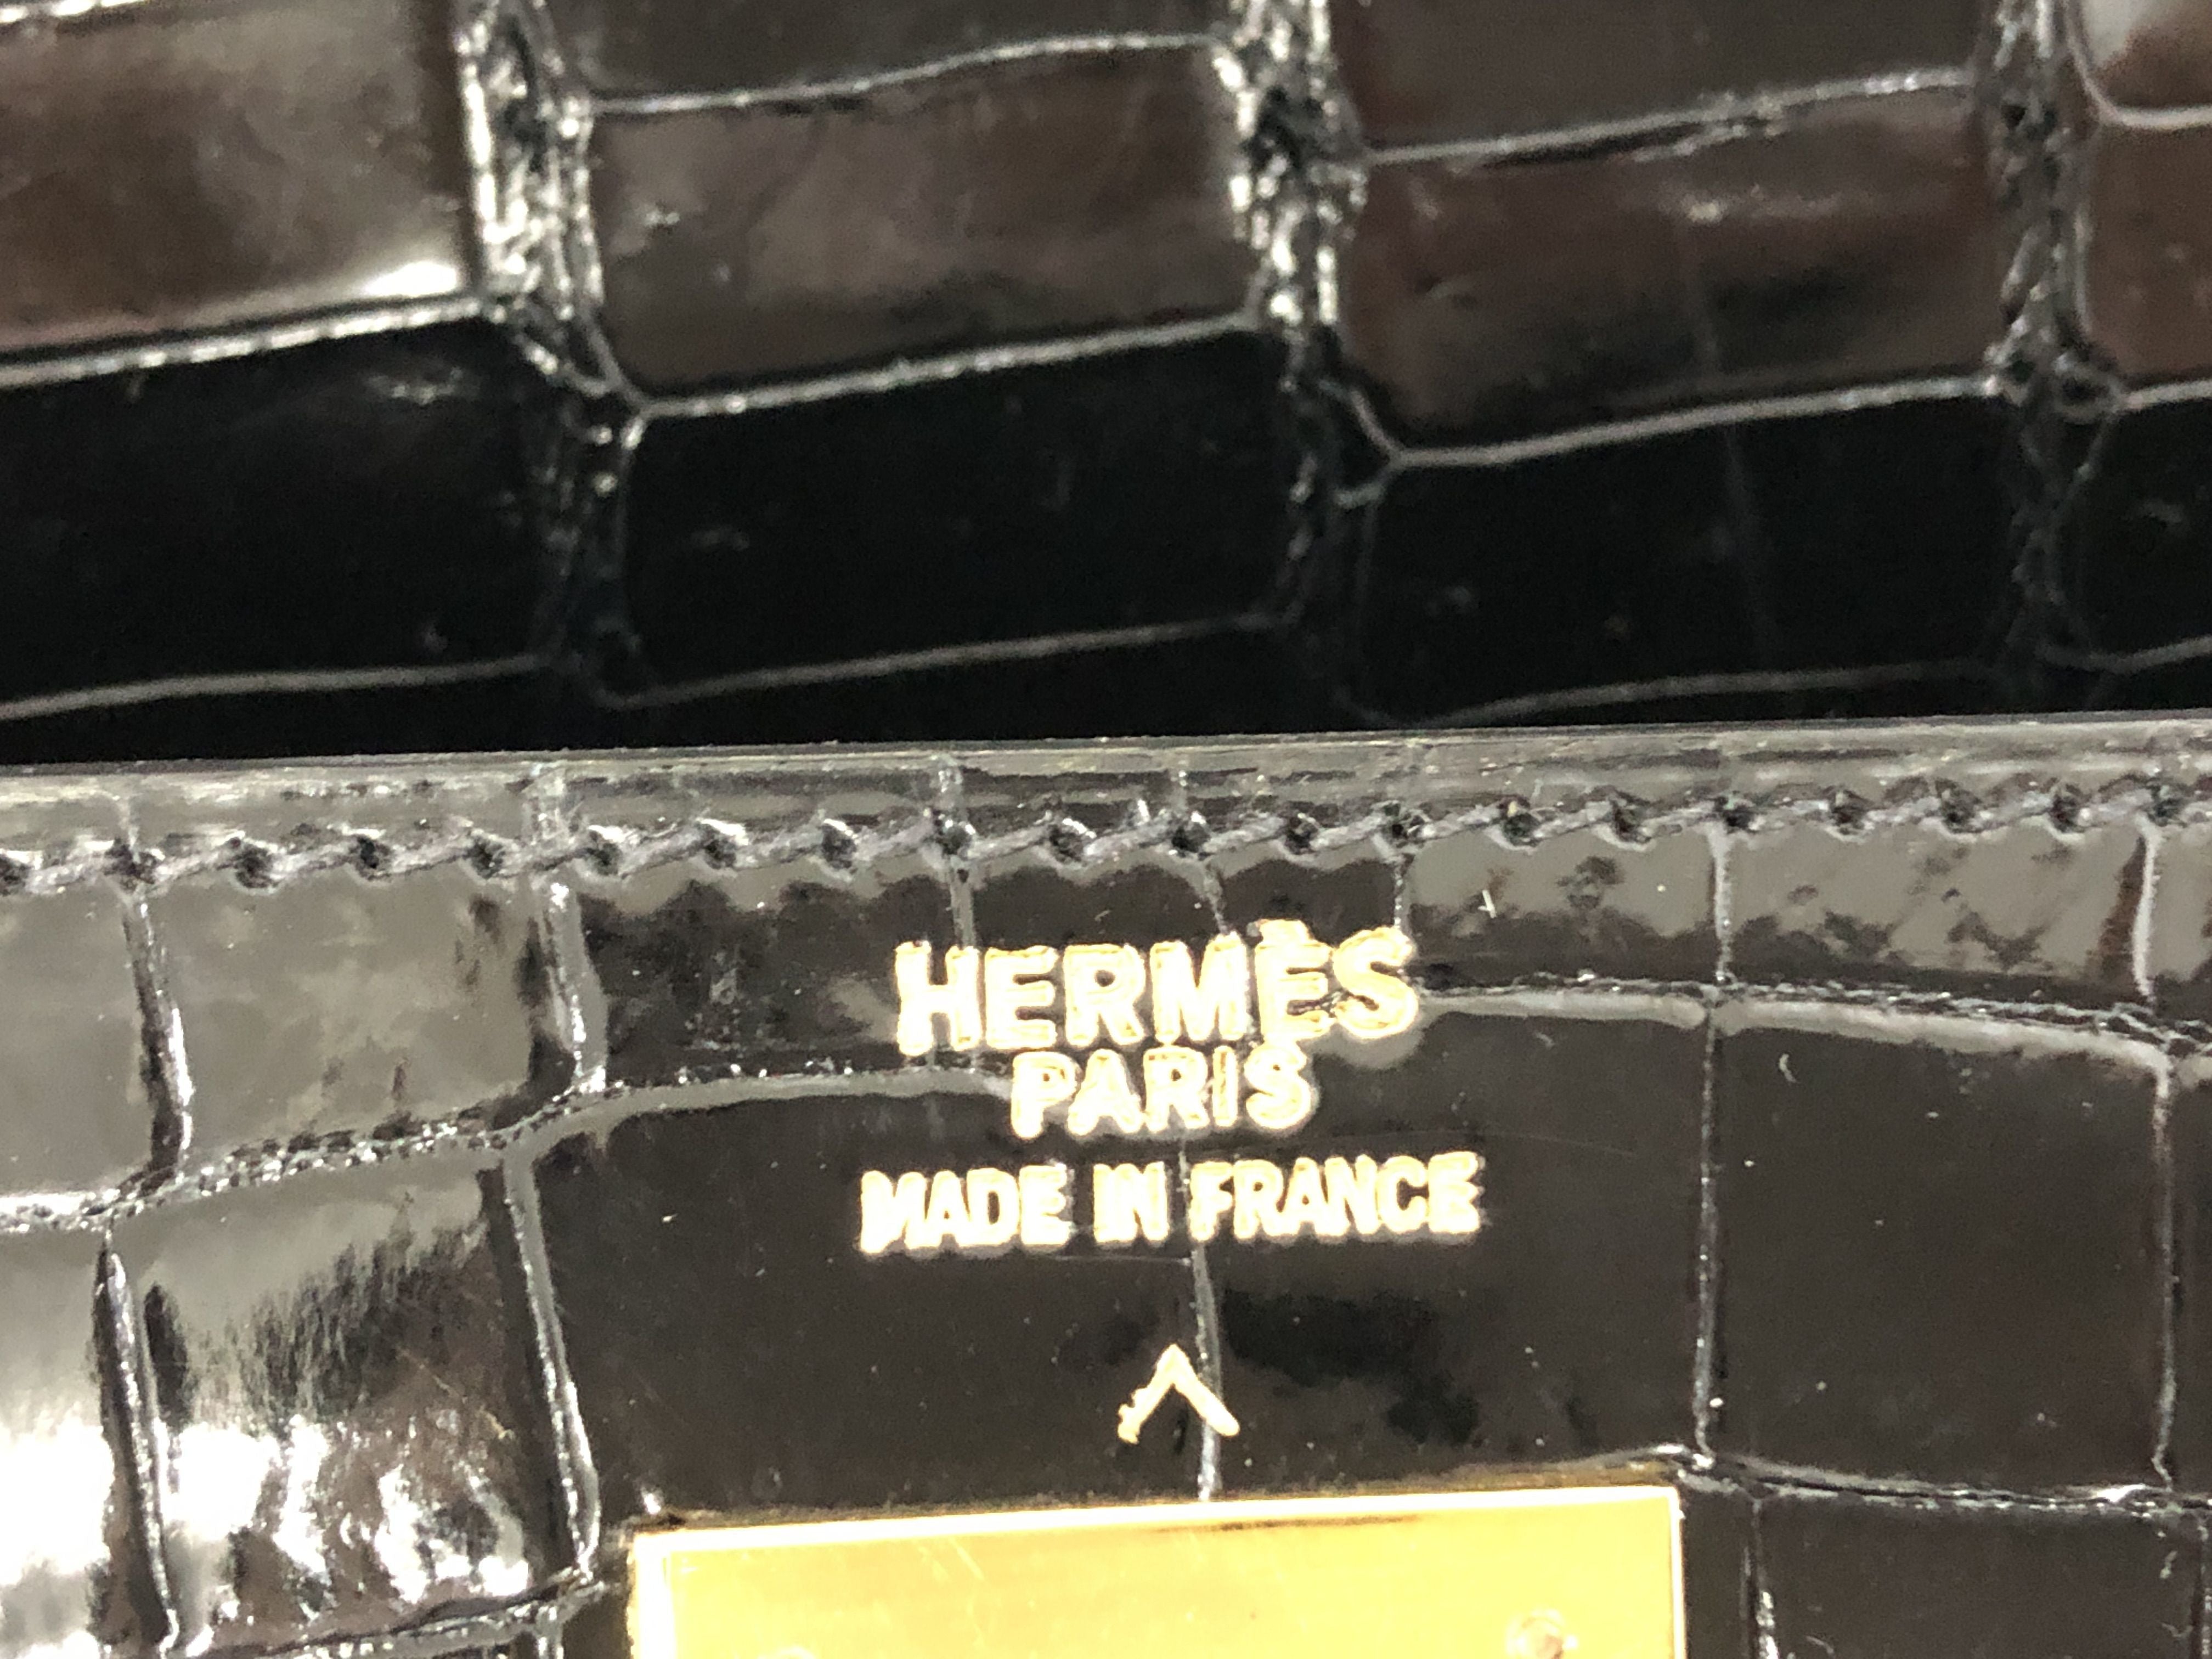 HERMÈS
PARIS
MADE IN FRANCE
^